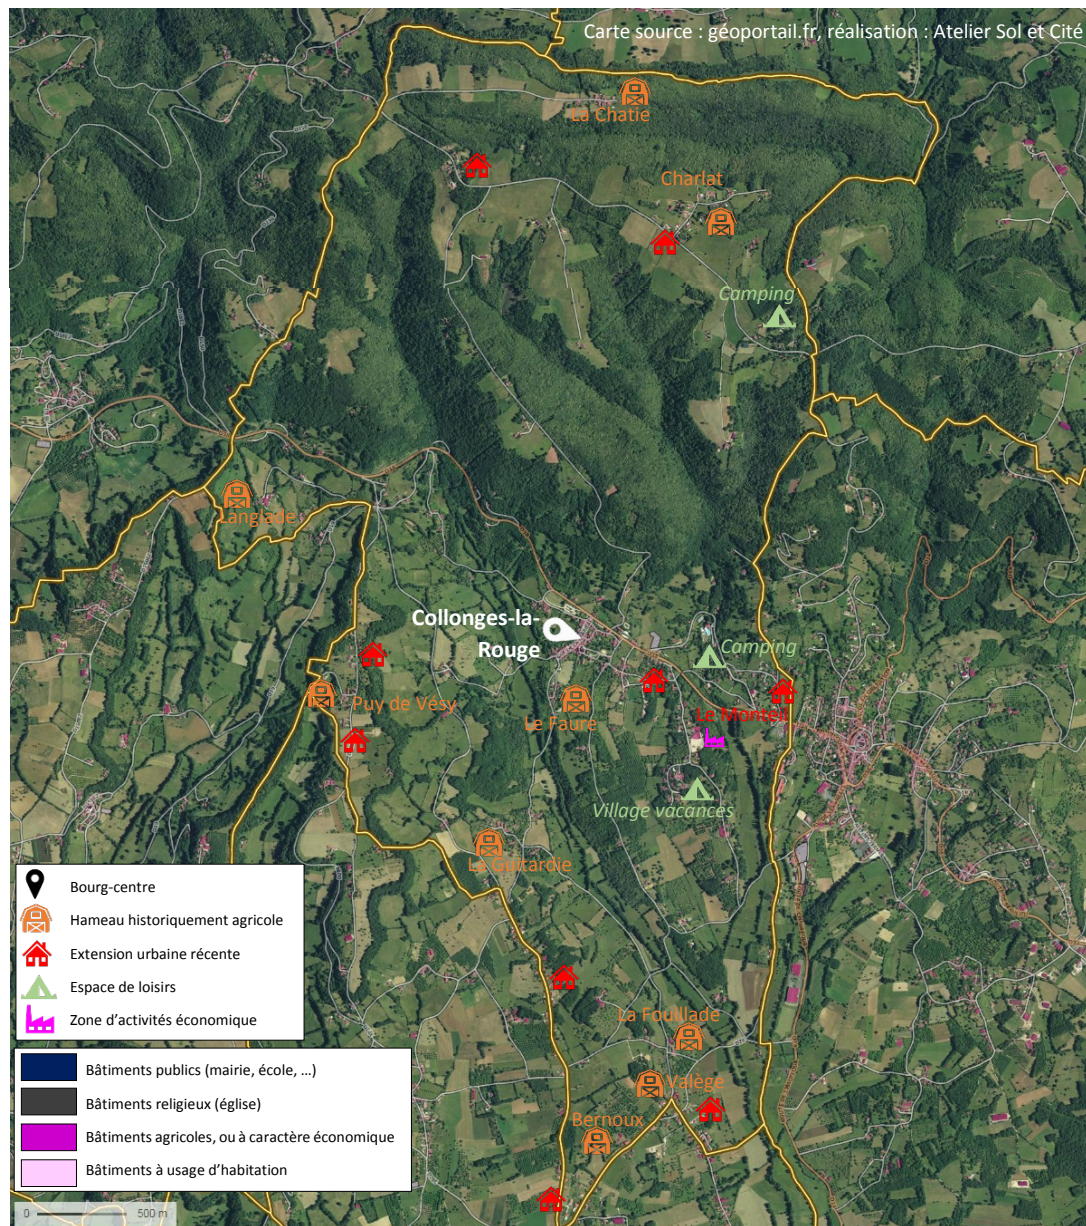 Carte source : géoportail.fr, réalisation : Atelier Sol et Cité
La Chatie
Charlat
Camping
Langlade
Collonges-la-
Rouge
Camping
Puy de Vésy
Le Faure
Le Monteil
Village vacances
La Guitardie
La Fouillade
Valège
Bernoux
Bourg-centre
Hameau historiquement agricole
Extension urbaine récente
Espace de loisirs
Zone d'activités économique
Bâtiments publics (mairie, école, ...)
Bâtiments religieux (église)
Bâtiments agricoles, ou à caractère économique
Bâtiments à usage d'habitation
0 500 m